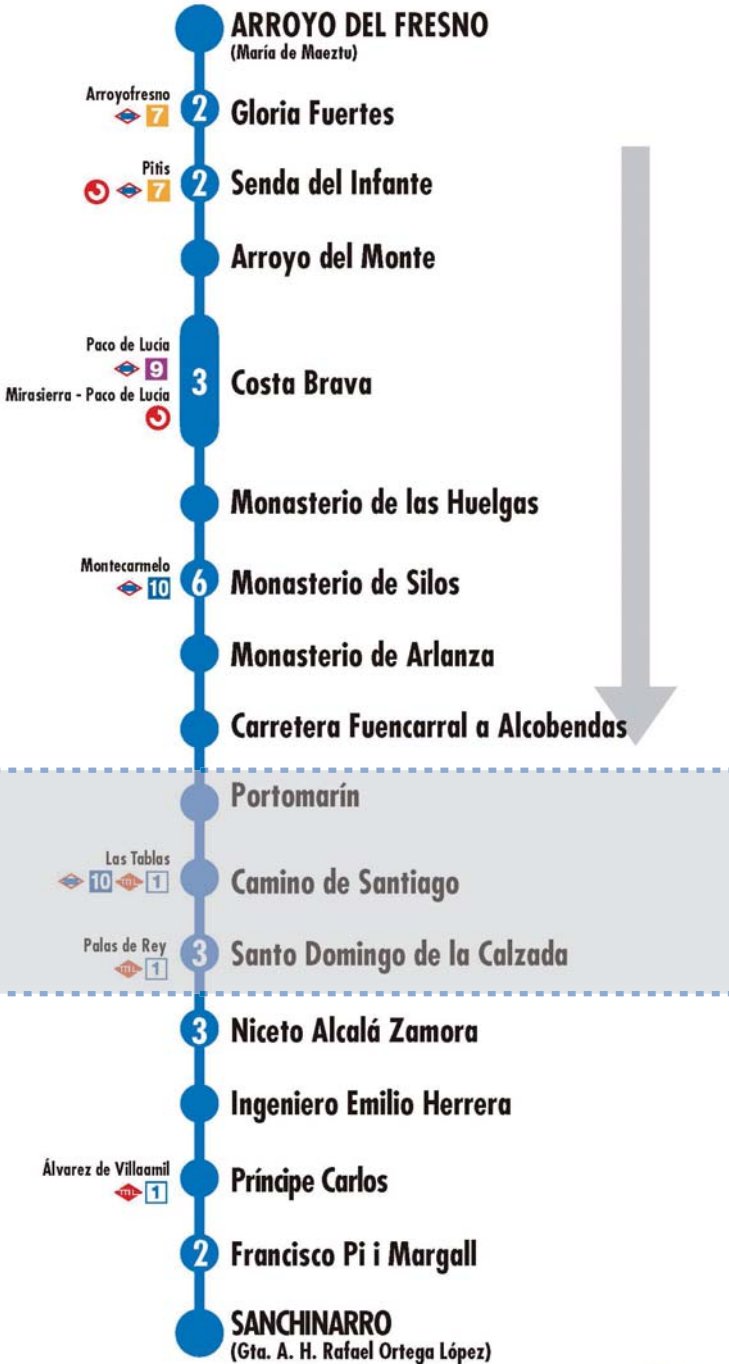 ARROYO DEL FRESNO
(María de Maeztu)
Arroyofresno
7
2
Gloria Fuertes
Pitis
7
2
Senda del Infante
Arroyo del Monte
Paco de Lucía
9
Mirasierra - Paco de Lucía
3
Costa Brava
Monasterio de las Huelgas
Montecarmelo
10
6
Monasterio de Silos
Monasterio de Arlanza
Carretera Fuencarral a Alcobendas
Portomarín
Las Tablas
10 ML 1
Camino de Santiago
Palas de Rey
ML 1
3
Santo Domingo de la Calzada
3
Niceto Alcalá Zamora
Ingeniero Emilio Herrera
Álvarez de Villaamil
ML 1
Príncipe Carlos
2
Francisco Pi i Margall
SANCHINARRO
(Gta. A. H. Rafael Ortega López)